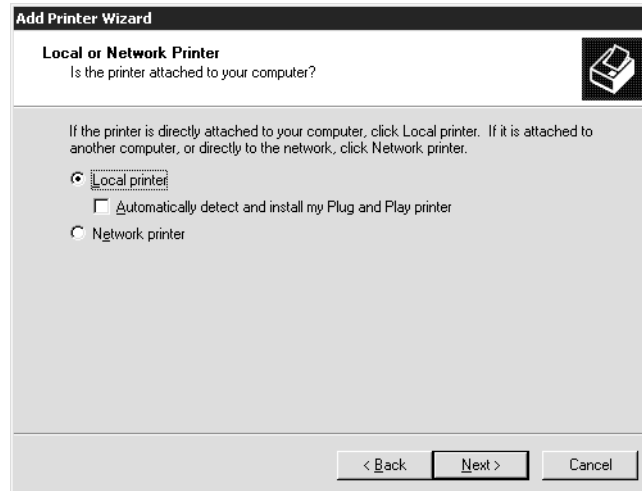 Add Printer Wizard
Local or Network Printer
Is the printer attached to your computer?
If the printer is directly attached to your computer, click Local printer. If it is attached to
another computer, or directly to the network, click Network printer.
Local printer
Automatically detect and install my Plug and Play printer
Network printer
< Back
Next >
Cancel